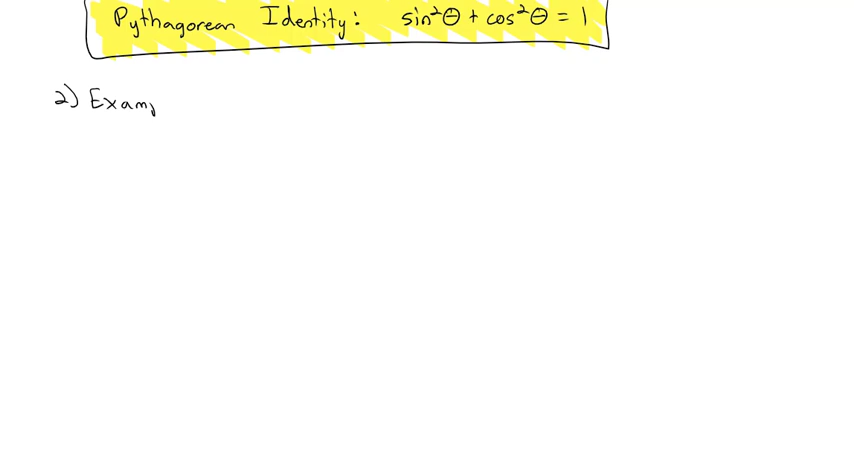 Pythagorean Identity: sin²θ + cos²θ = 1
2) Exam